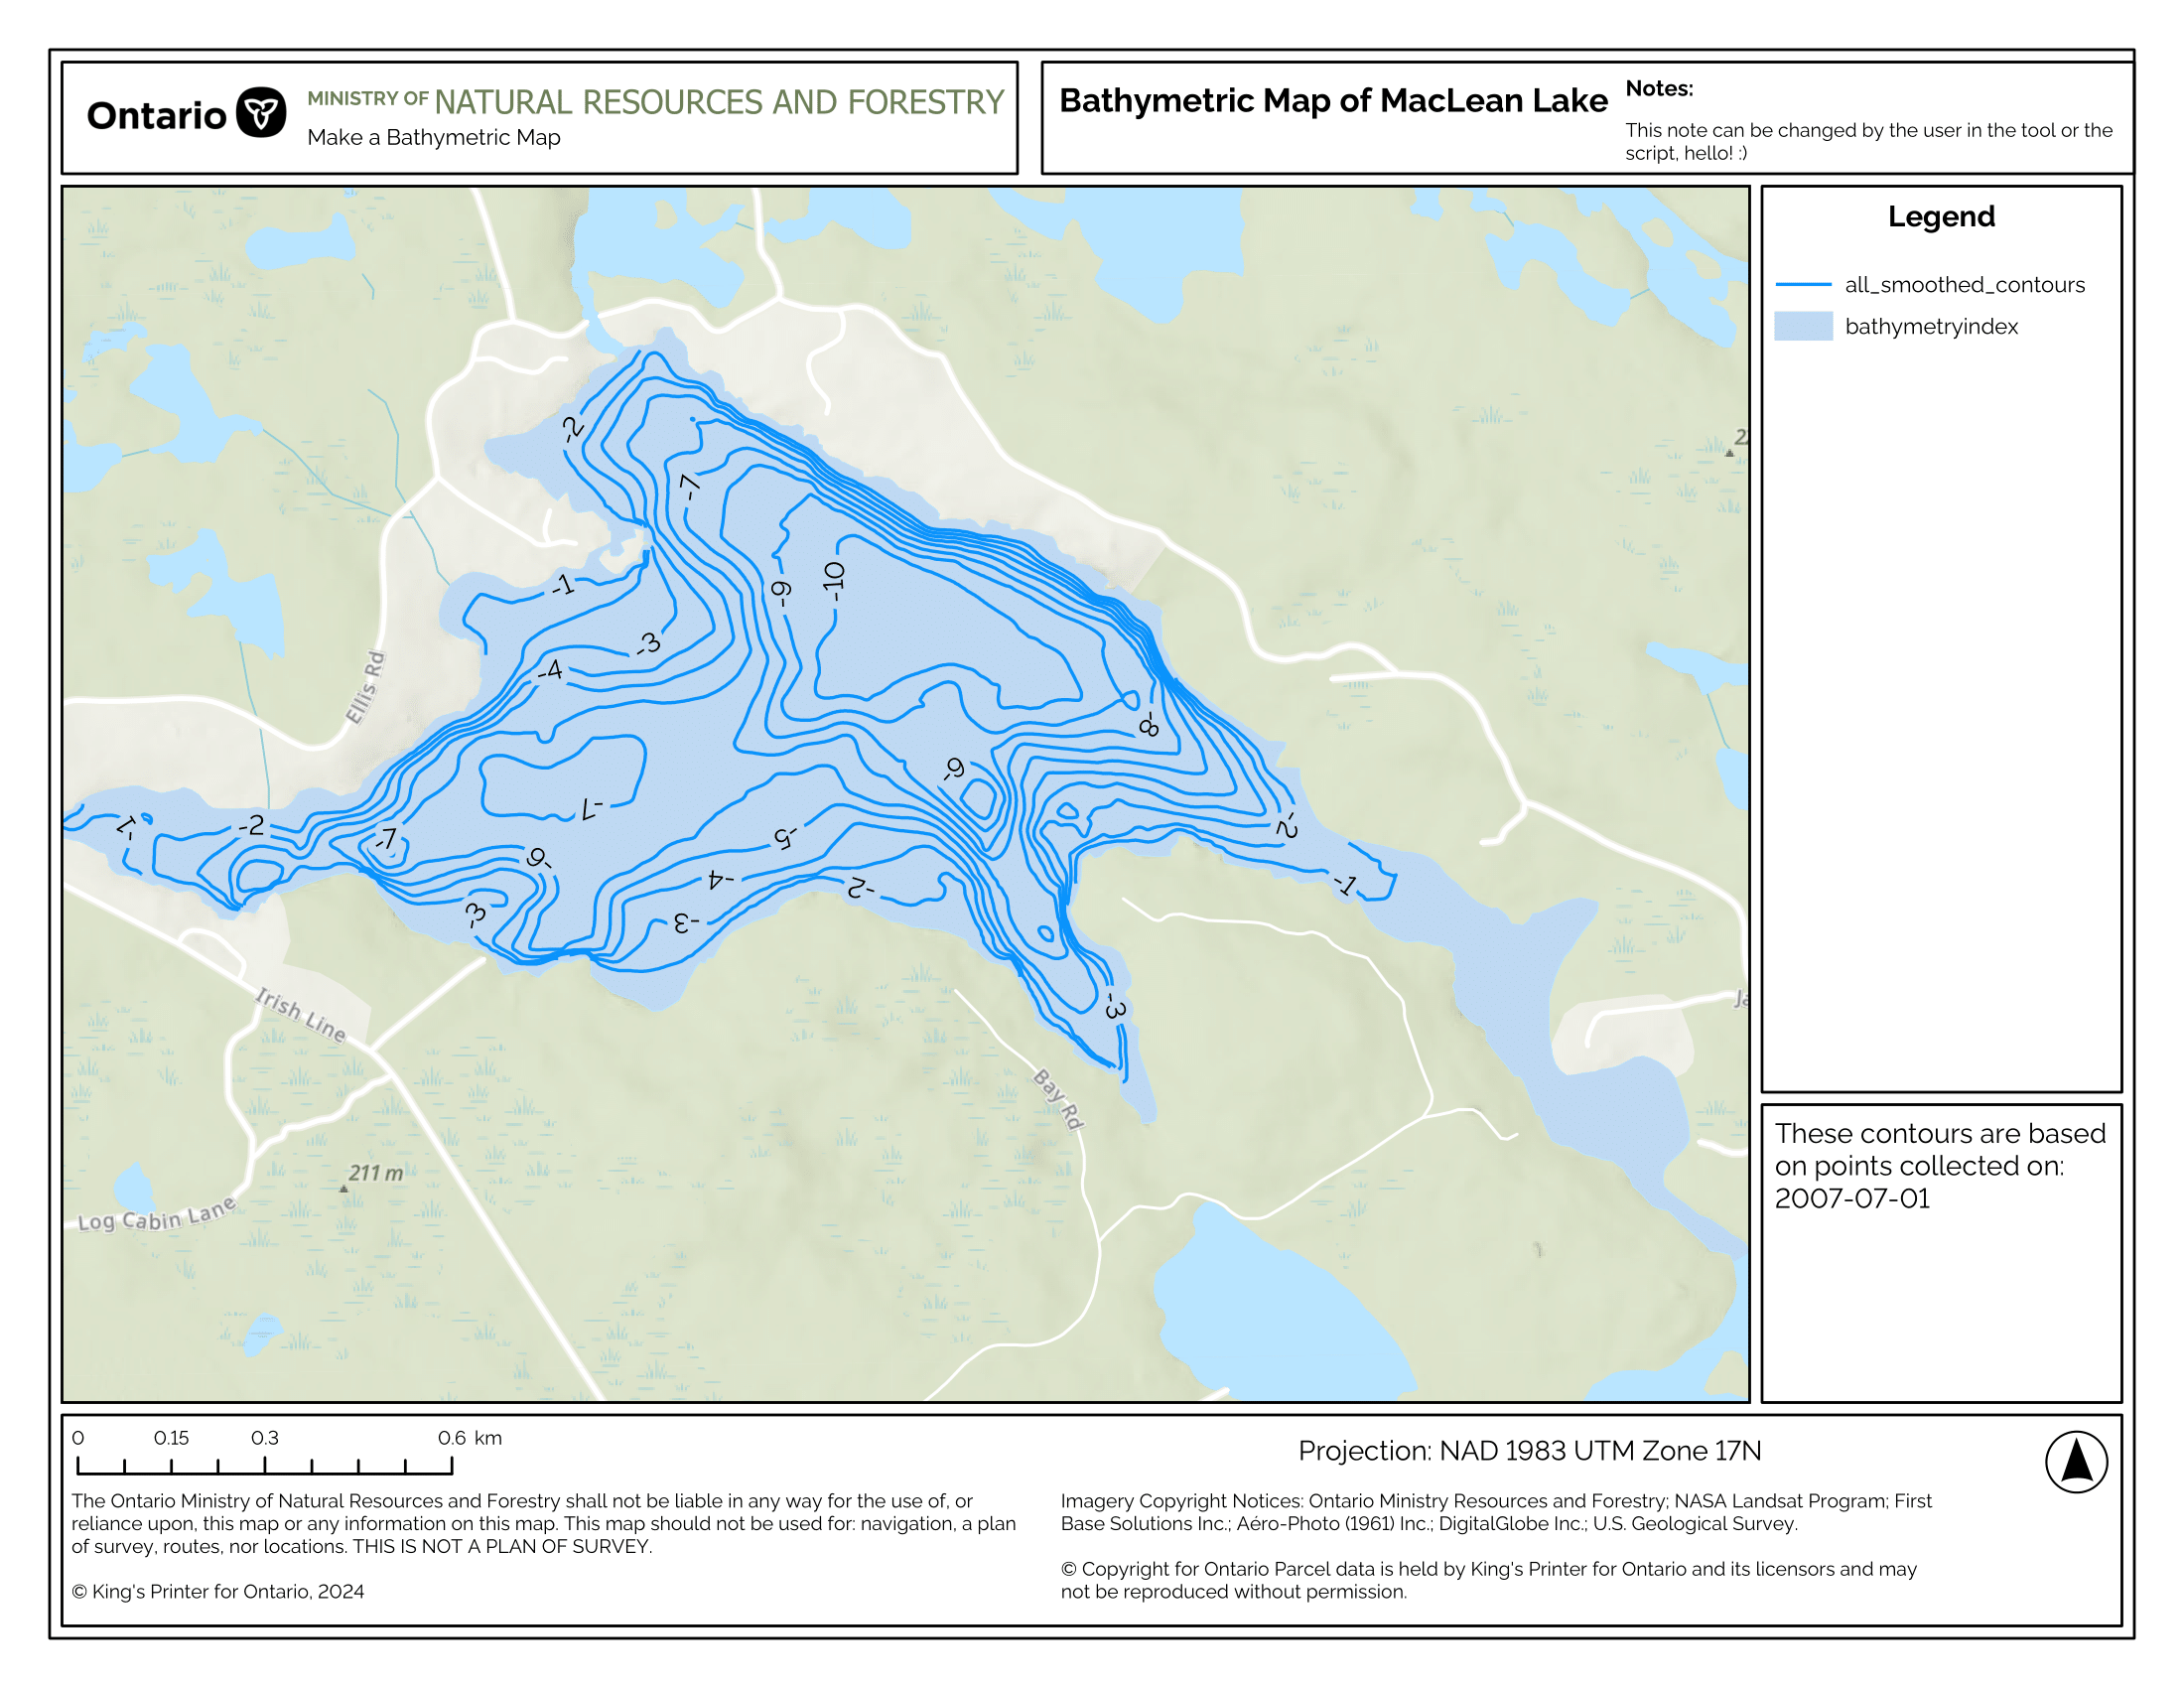 Ontario
MINISTRY OF NATURAL RESOURCES AND FORESTRY
Make a Bathymetric Map
Bathymetric Map of MacLean Lake
Notes:
This note can be changed by the user in the tool or the
script, hello! :)
Legend
all_smoothed_contours
bathymetryindex
-2
-7
-1
-9
-10
-3
-4
Ellis Rd
-8
-6
-7
-1
-2
-7
-5
-2
-6
-4
-2
-1
-3
-3
-3
Irish Line
Bay Rd
211 m
Log Cabin Lane
These contours are based
on points collected on:
2007-07-01
0 0.15 0.3 0.6 km
Projection: NAD 1983 UTM Zone 17N
The Ontario Ministry of Natural Resources and Forestry shall not be liable in any way for the use of, or
reliance upon, this map or any information on this map. This map should not be used for: navigation, a plan
of survey, routes, nor locations. THIS IS NOT A PLAN OF SURVEY.
© King's Printer for Ontario, 2024
Imagery Copyright Notices: Ontario Ministry Resources and Forestry; NASA Landsat Program; First
Base Solutions Inc.; Aéro-Photo (1961) Inc.; DigitalGlobe Inc.; U.S. Geological Survey.
© Copyright for Ontario Parcel data is held by King's Printer for Ontario and its licensors and may
not be reproduced without permission.